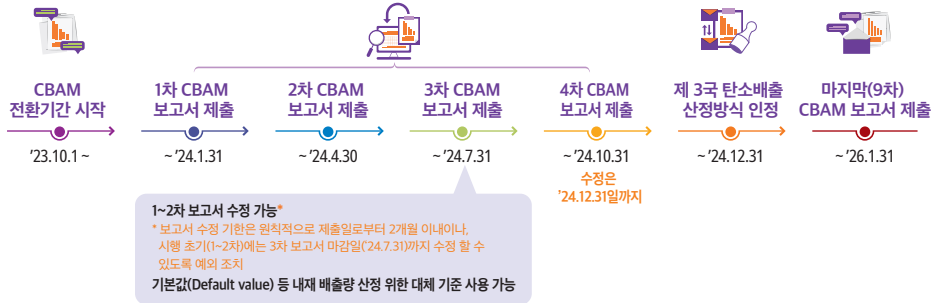 CBAM
전환기간 시작
'23.10.1 ~
1차 CBAM
보고서 제출
~'24.1.31
2차 CBAM
보고서 제출
~'24.4.30
3차 CBAM
보고서 제출
~'24.7.31
4차 CBAM
보고서 제출
~'24.10.31
수정은
'24.12.31일까지
제 3국 탄소배출
산정방식 인정
~'24.12.31
마지막(9차)
CBAM 보고서 제출
~'26.1.31
1~2차 보고서 수정 가능*
* 보고서 수정 기한은 원칙적으로 제출일로부터 2개월 이내이나,
시행 초기(1~2차)에는 3차 보고서 마감일('24.7.31)까지 수정 할 수
있도록 예외 조치
기본값(Default value) 등 내재 배출량 산정 위한 대체 기준 사용 가능